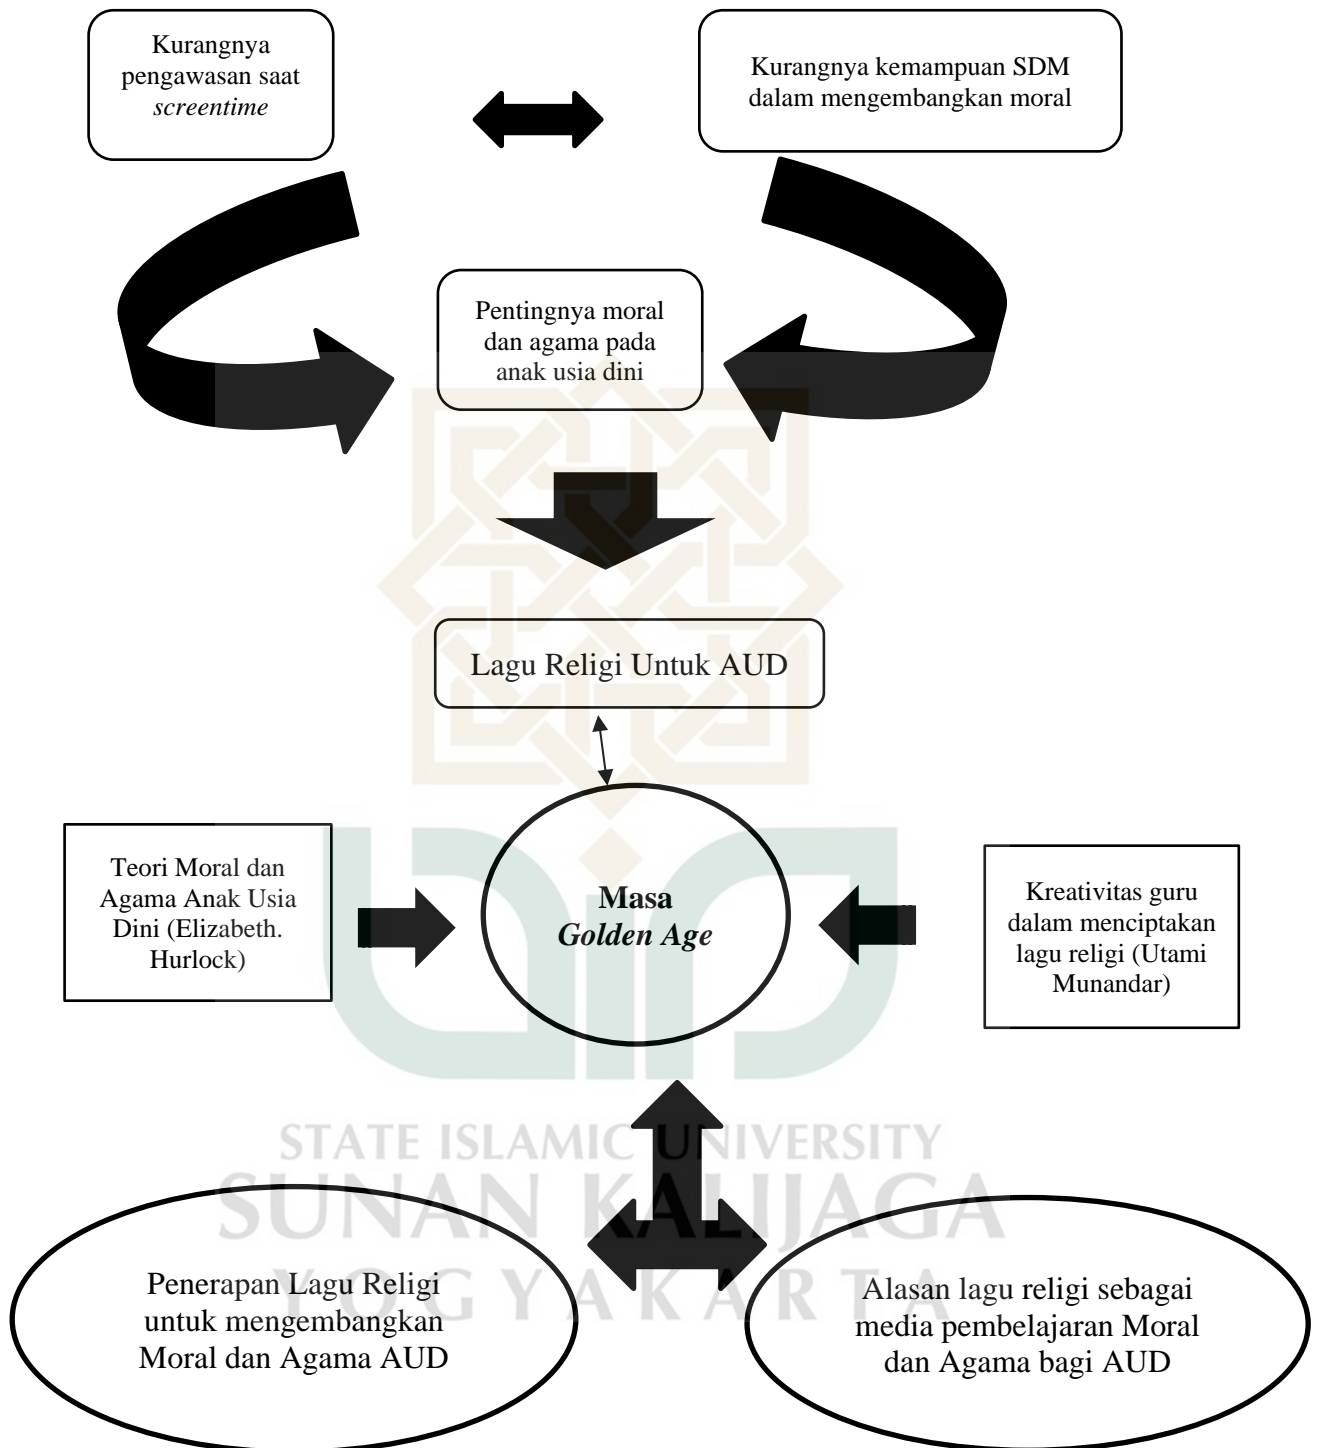 Kurangnya
pengawasan saat
screentime
Kurangnya kemampuan SDM
dalam mengembangkan moral
Pentingnya moral
dan agama pada
anak usia dini
Lagu Religi Untuk AUD
Teori Moral dan
Agama Anak Usia
Dini (Elizabeth.
Hurlock)
Masa
Golden Age
Kreativitas guru
dalam menciptakan
lagu religi (Utami
Munandar)
STATE ISLAMIC UNIVERSITY
SUNAN KALIJAGA
YOGYAKARTA
Penerapan Lagu Religi
untuk mengembangkan
Moral dan Agama AUD
Alasan lagu religi sebagai
media pembelajaran Moral
dan Agama bagi AUD